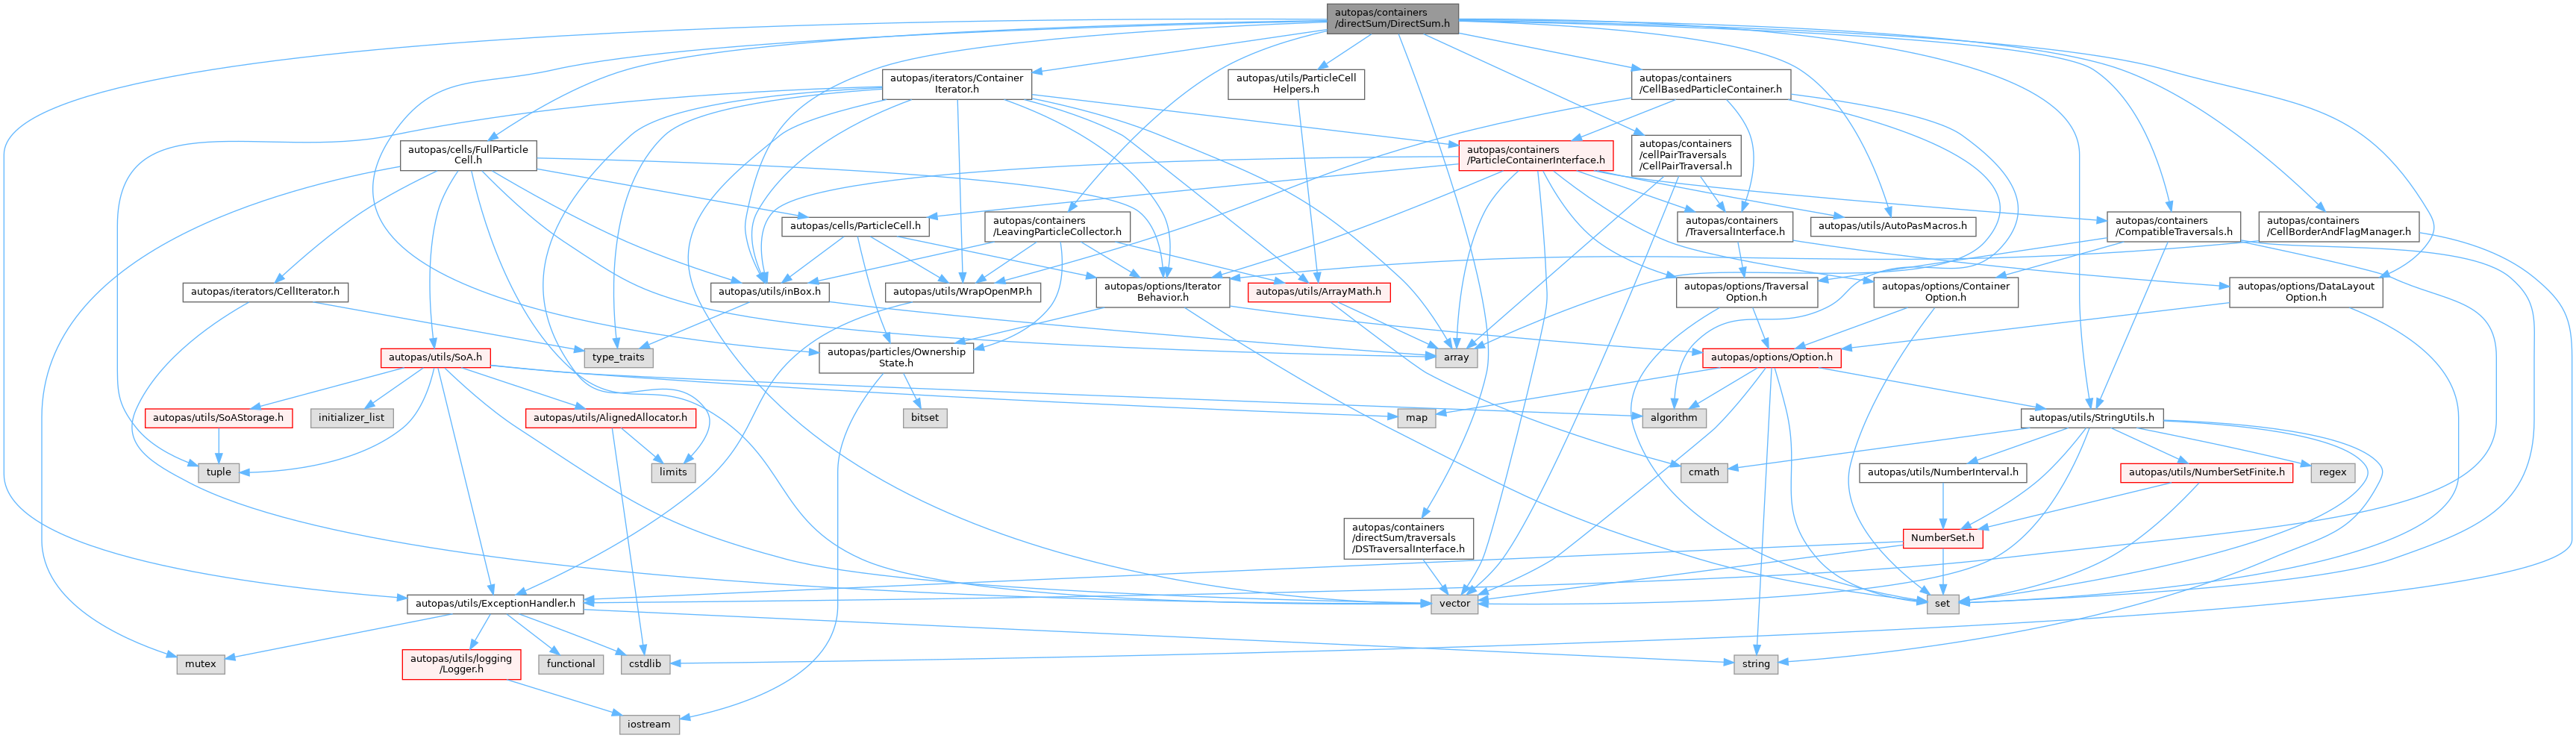 autopas/containers
/directSum/DirectSum.h
autopas/iterators/Container
Iterator.h
autopas/utils/ParticleCell
Helpers.h
autopas/containers
/CellBasedParticleContainer.h
autopas/cells/FullParticle
Cell.h
autopas/containers
/ParticleContainerInterface.h
autopas/containers
/cellPairTraversals
/CellPairTraversal.h
autopas/cells/ParticleCell.h
autopas/containers
/LeavingParticleCollector.h
autopas/containers
/TraversalInterface.h
autopas/utils/AutoPasMacros.h
autopas/containers
/CompatibleTraversals.h
autopas/containers
/CellBorderAndFlagManager.h
autopas/iterators/CellIterator.h
autopas/utils/inBox.h
autopas/utils/WrapOpenMP.h
autopas/options/Iterator
Behavior.h
autopas/utils/ArrayMath.h
autopas/options/Traversal
Option.h
autopas/options/Container
Option.h
autopas/options/DataLayout
Option.h
autopas/utils/SoA.h
type_traits
autopas/particles/Ownership
State.h
array
autopas/options/Option.h
autopas/utils/SoAStorage.h
initializer_list
autopas/utils/AlignedAllocator.h
map
bitset
algorithm
autopas/utils/StringUtils.h
tuple
limits
cmath
autopas/utils/NumberInterval.h
autopas/utils/NumberSetFinite.h
regex
autopas/containers
/directSum/traversals
/DSTraversalInterface.h
NumberSet.h
autopas/utils/ExceptionHandler.h
vector
set
mutex
autopas/utils/logging
/Logger.h
functional
cstdlib
string
iostream